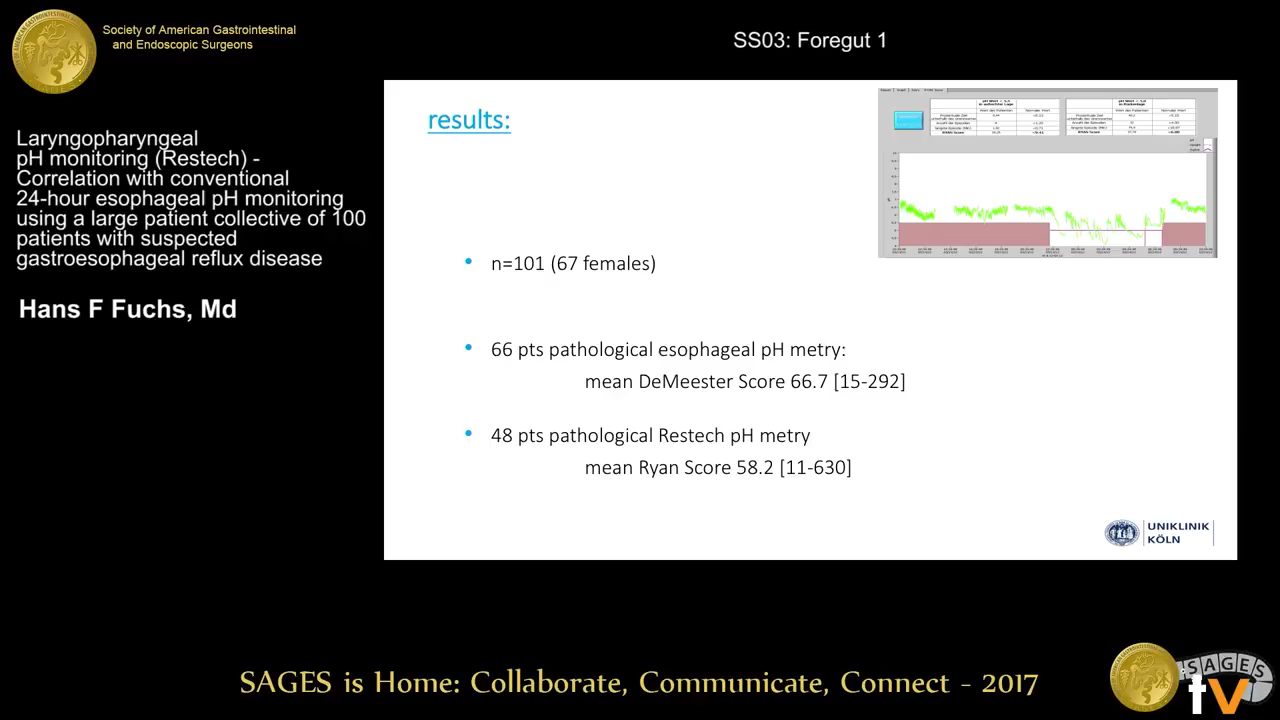 Society of American Gastrointestinal
and Endoscopic Surgeons
SS03: Foregut 1
Laryngopharyngeal
pH monitoring (Restech) -
Correlation with conventional
24-hour esophageal pH monitoring
using a large patient collective of 100
patients with suspected
gastroesophageal reflux disease
Hans F Fuchs, Md
results:
• n=101 (67 females)
• 66 pts pathological esophageal pH metry:
mean DeMeester Score 66.7 [15-292]
• 48 pts pathological Restech pH metry
mean Ryan Score 58.2 [11-630]
UNIKLINIK
KÖLN
SAGES is Home: Collaborate, Communicate, Connect - 2017
SAGES
tv